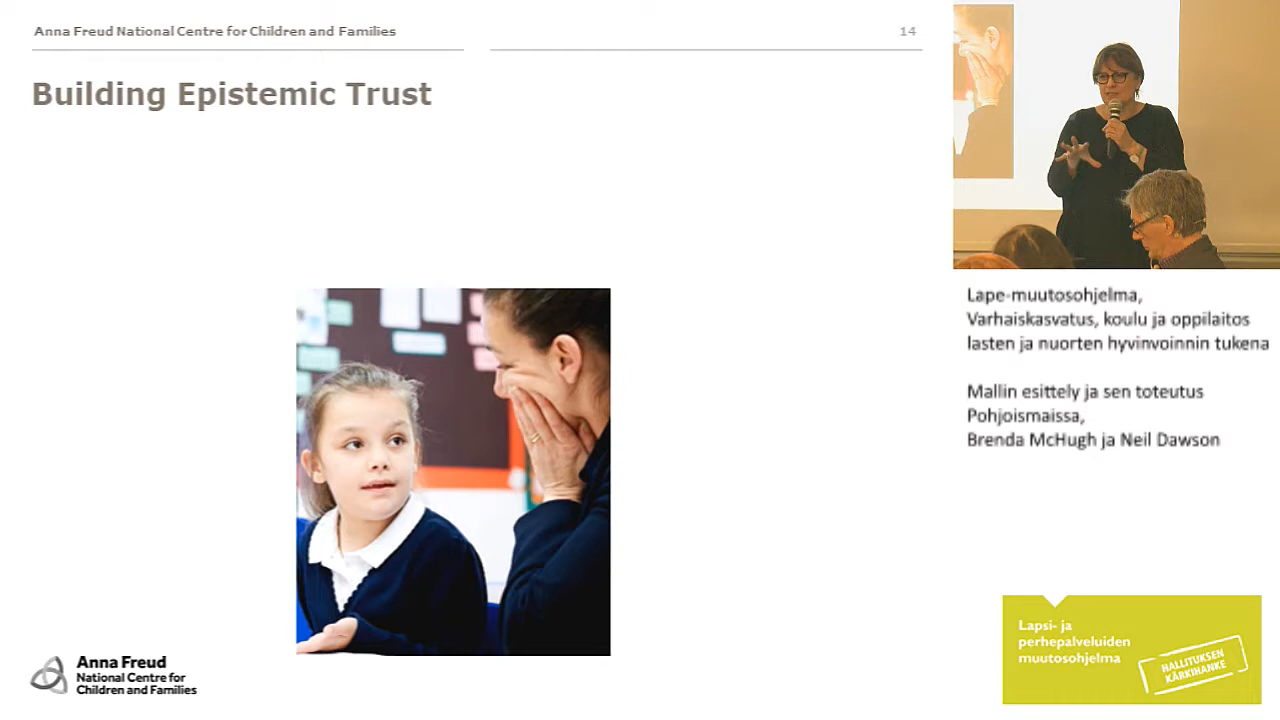 Anna Freud National Centre for Children and Families
14
Building Epistemic Trust
Lape-muutosohjelma,
Varhaiskasvatus, koulu ja oppilaitos
lasten ja nuorten hyvinvoinnin tukena
Mallin esittely ja sen toteutus
Pohjoismaissa,
Brenda McHugh ja Neil Dawson
Anna Freud
National Centre for
Children and Families
Lapsi- ja
perhepalveluiden
muutosohjelma
HALLITUKSEN
KÄRKIHANKE